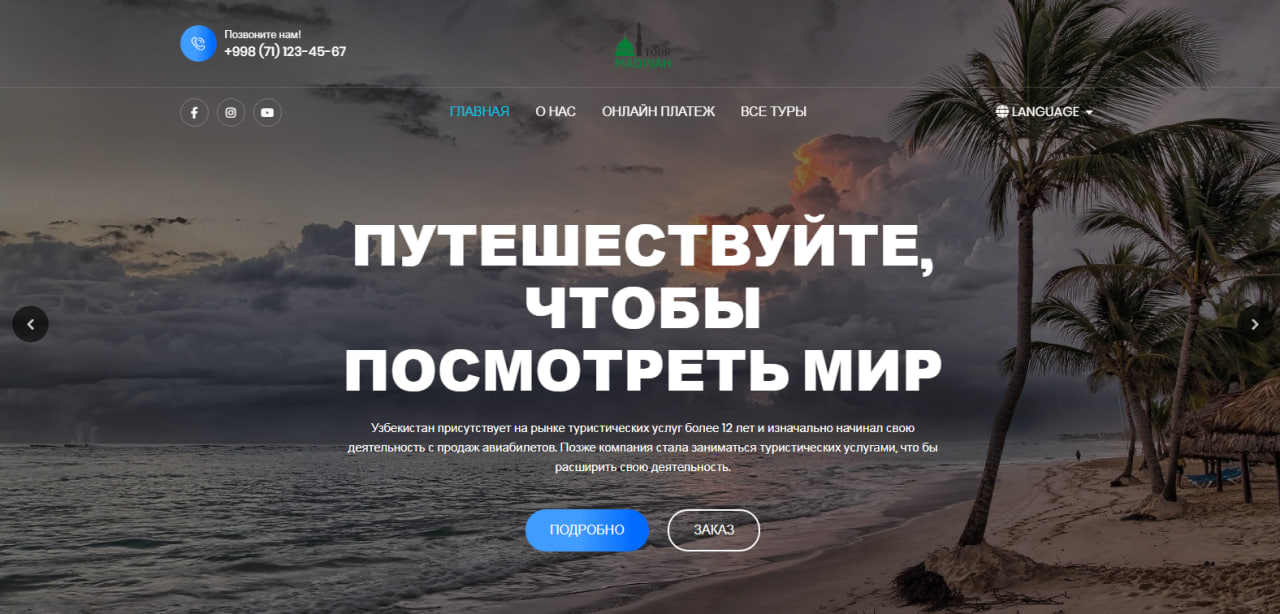 Позвоните нам!
+998 (71) 123-45-67
TOUR
MADINAH
ГЛАВНАЯ
О НАС
ОНЛАЙН ПЛАТЕЖ
ВСЕ ТУРЫ
LANGUAGE
ПУТЕШЕСТВУЙТЕ,
ЧТОБЫ
ПОСМОТРЕТЬ МИР
Узбекистан присутствует на рынке туристических услуг более 12 лет и изначально начинал свою
деятельность с продаж авиабилетов. Позже компания стала заниматься туристических услугами, что бы
расширить свою деятельность.
ПОДРОБНО
ЗАКАЗ